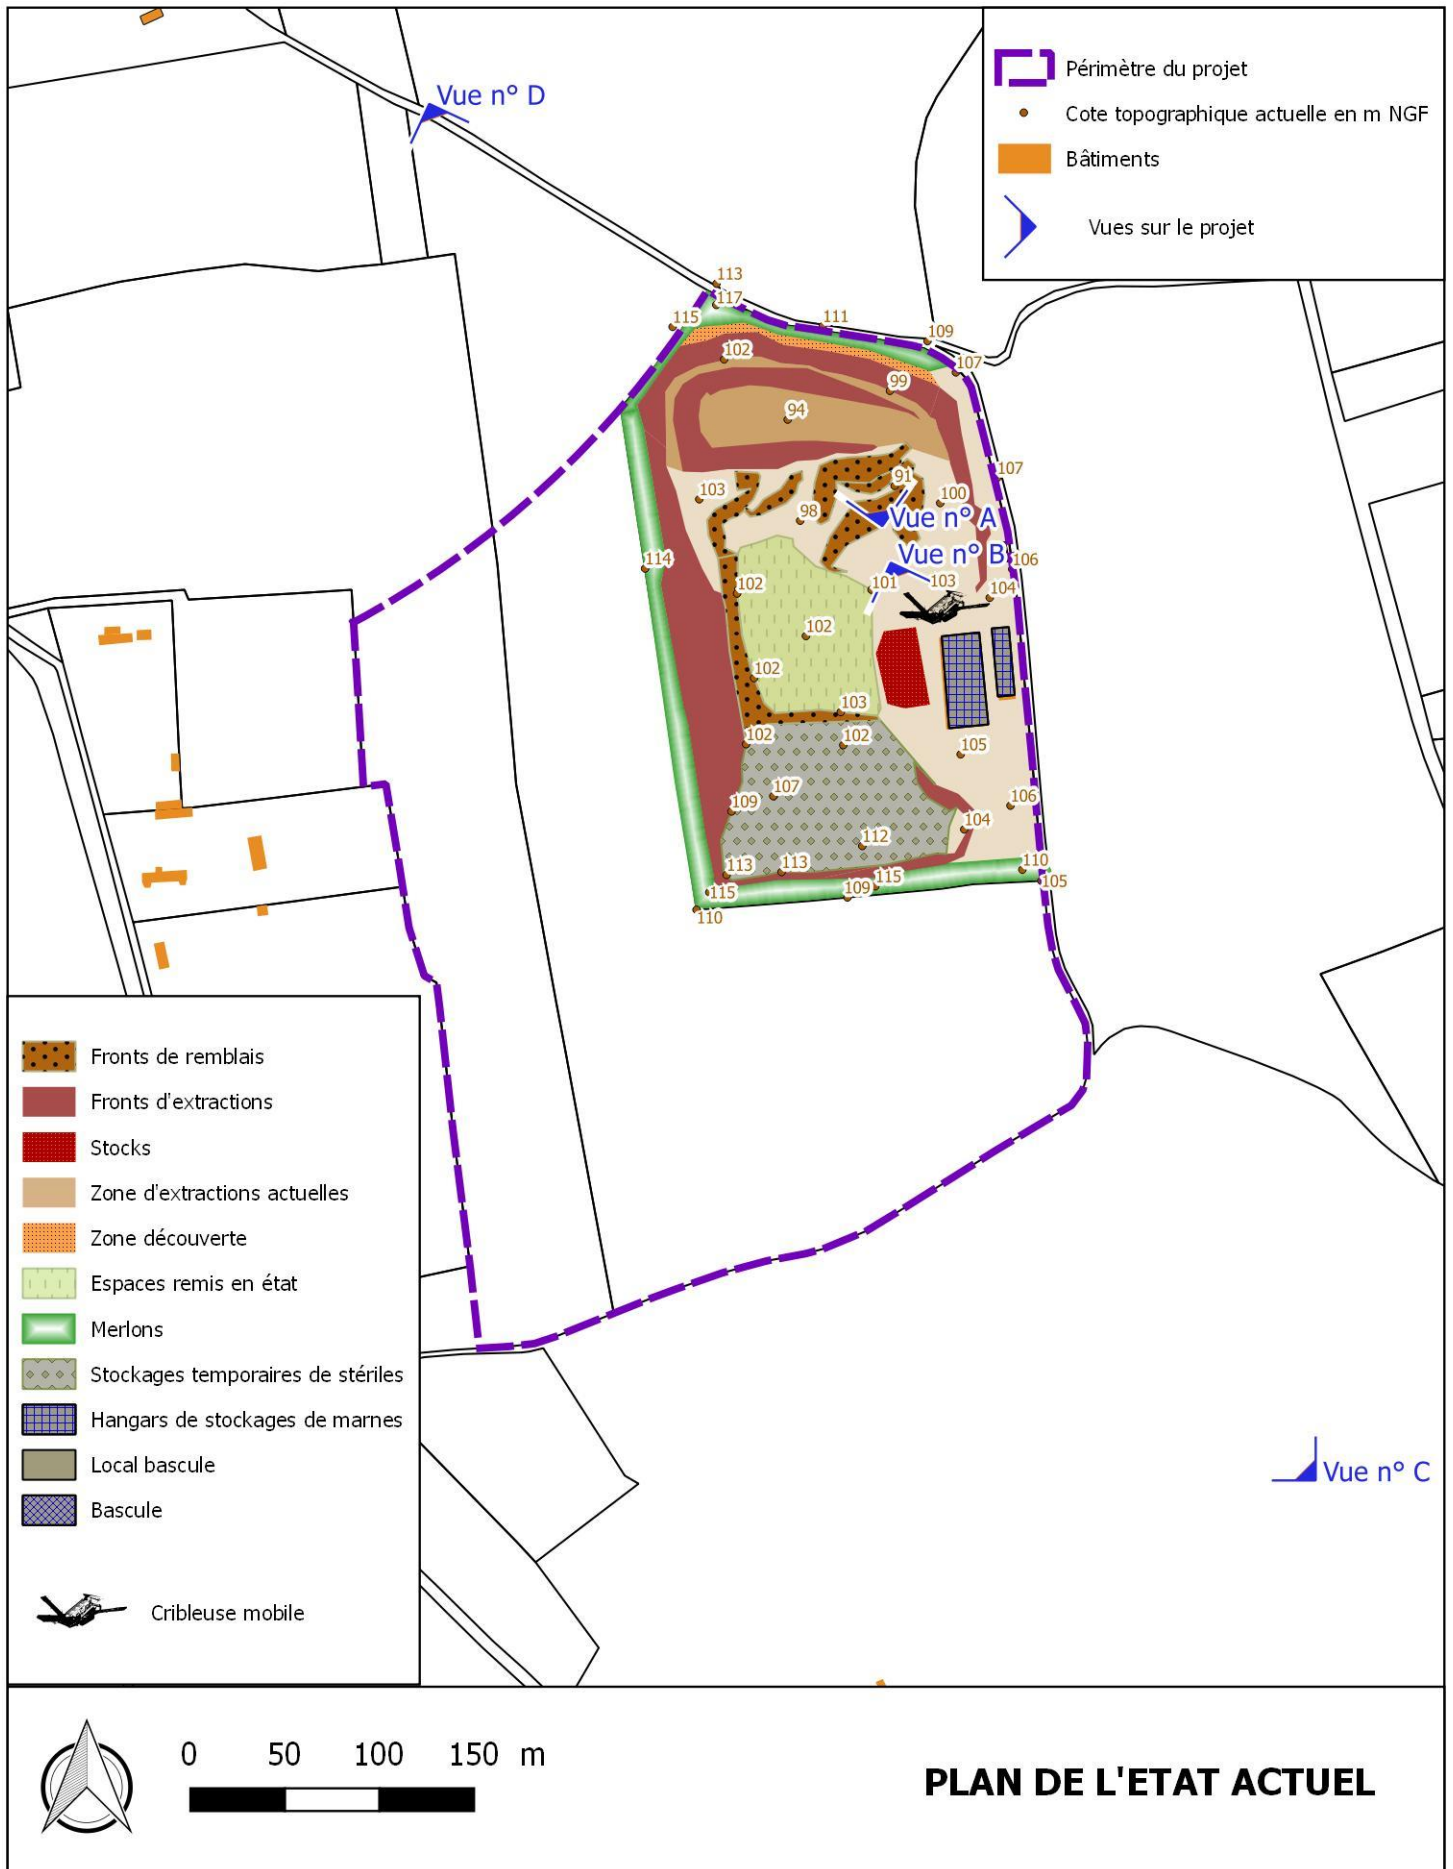 Périmètre du projet
Cote topographique actuelle en m NGF
Bâtiments
Vues sur le projet
Vue n° D
113
117
115
111
109
107
102
99
94
107
91
103
100
98
Vue n° A
Vue n° B
106
114
102
101
103
104
102
102
103
102
102
105
107
109
106
104
112
113
113
110
115
115
109
105
110
Fronts de remblais
Fronts d'extractions
Stocks
Zone d'extractions actuelles
Zone découverte
Espaces remis en état
Merlons
Stockages temporaires de stériles
Hangars de stockages de marnes
Local bascule
Bascule
Cribleuse mobile
Vue n° C
0 50 100 150 m
PLAN DE L'ETAT ACTUEL